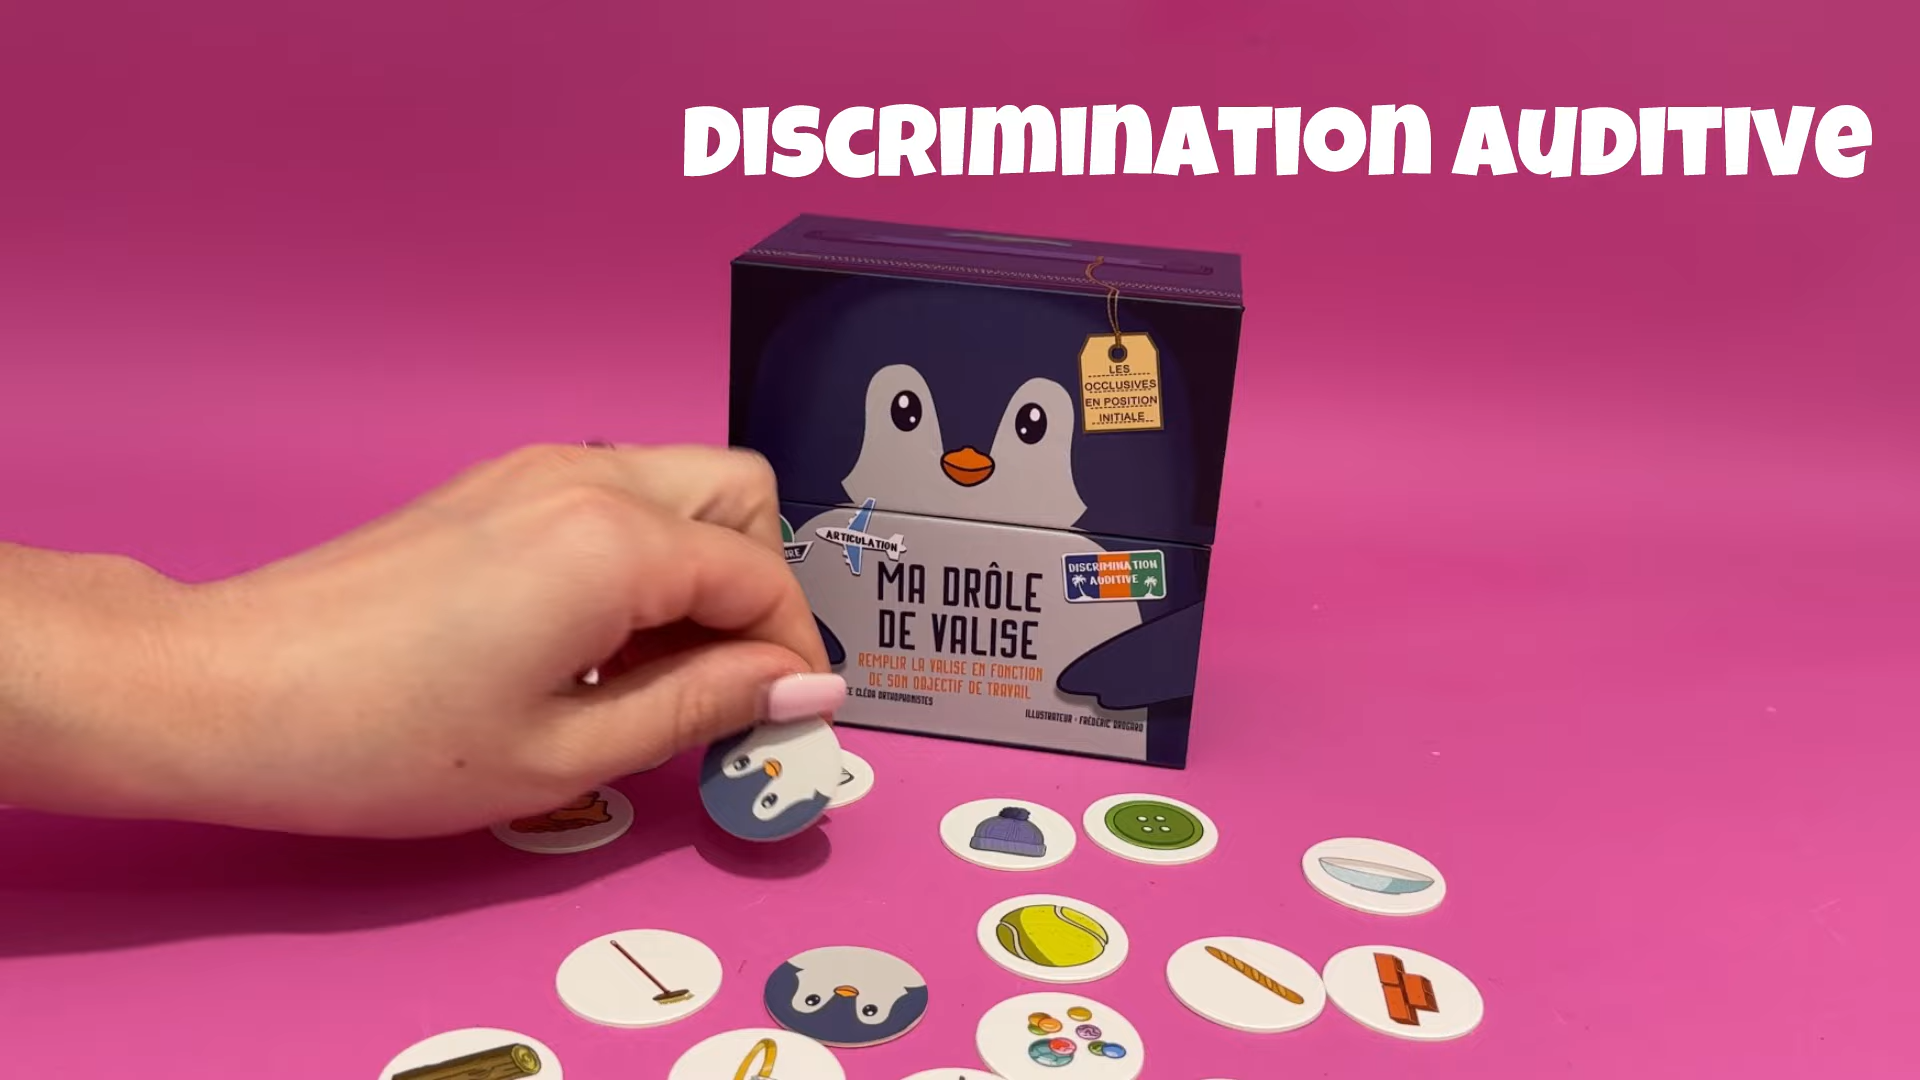 DISCRIMINATION AUDITIVE
LES
OCCLUSIVES
EN POSITION
INITIALE
ARTICULATION
DISCRIMINATION
AUDITIVE
MA DRÔLE
DE VALISE
REMPLIR LA VALISE EN FONCTION
DE SON OBJECTIF DE TRAVAIL
CLÉDA ORTHOPHONISTES
ILLUSTRATEUR : FRÉDÉRIC